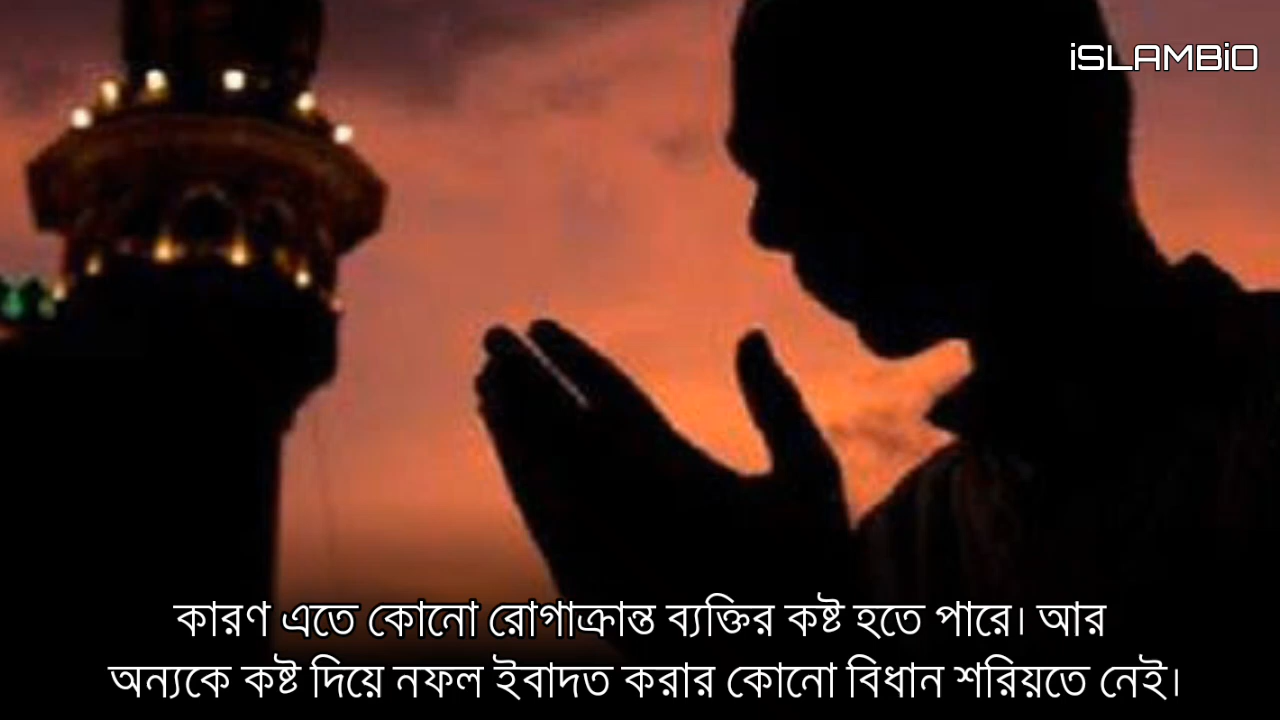 iSLAMBiO
কারণ এতে কোনো রোগাক্রান্ত ব্যক্তির কষ্ট হতে পারে। আর
অন্যকে কষ্ট দিয়ে নফল ইবাদত করার কোনো বিধান শরিয়তে নেই।